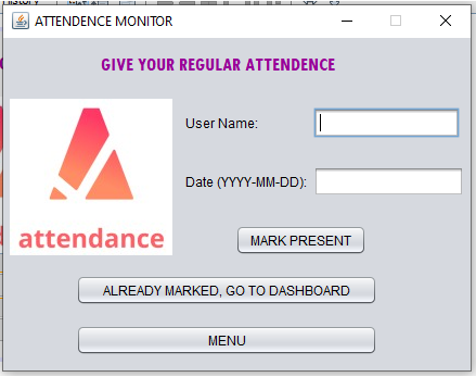 History
ATTENDENCE MONITOR
GIVE YOUR REGULAR ATTENDENCE
User Name:
Date (YYYY-MM-DD):
attendance
MARK PRESENT
ALREADY MARKED, GO TO DASHBOARD
MENU